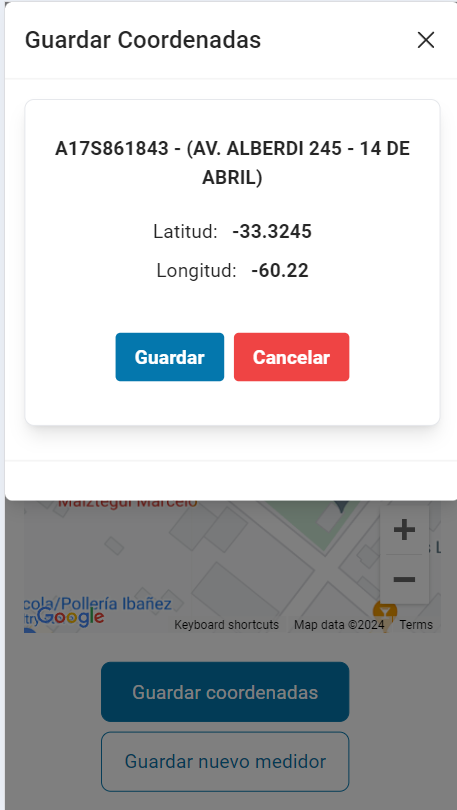 Guardar Coordenadas
A17S861843 - (AV. ALBERDI 245 - 14 DE
ABRIL)
Latitud: -33.3245
Longitud: -60.22
Guardar Cancelar
Maiztegui Marcelo
cola/Pollería Ibañez
Google
Keyboard shortcuts Map data ©2024 Terms
Guardar coordenadas
Guardar nuevo medidor